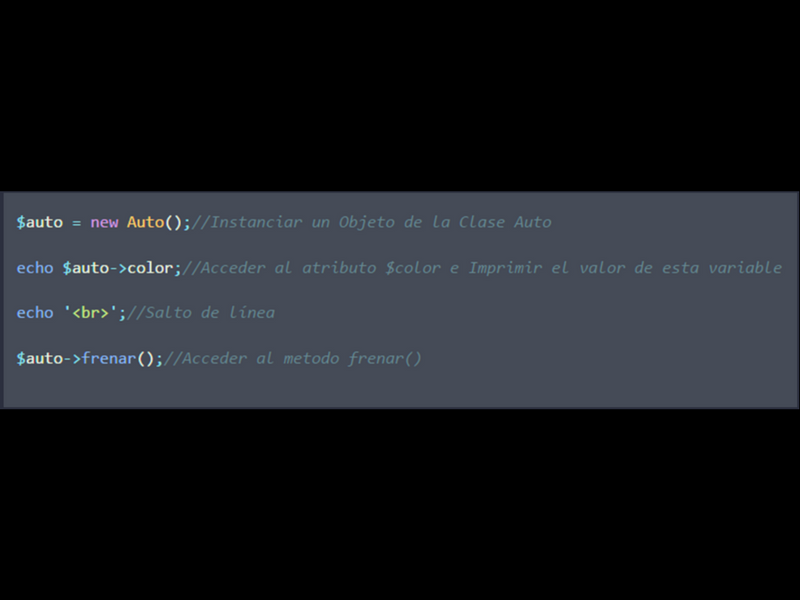 $auto = new Auto();//Instanciar un Objeto de la Clase Auto
echo $auto->color;//Acceder al atributo $color e Imprimir el valor de esta variable
echo '<br>';//Salto de línea
$auto->frenar();//Acceder al metodo frenar()